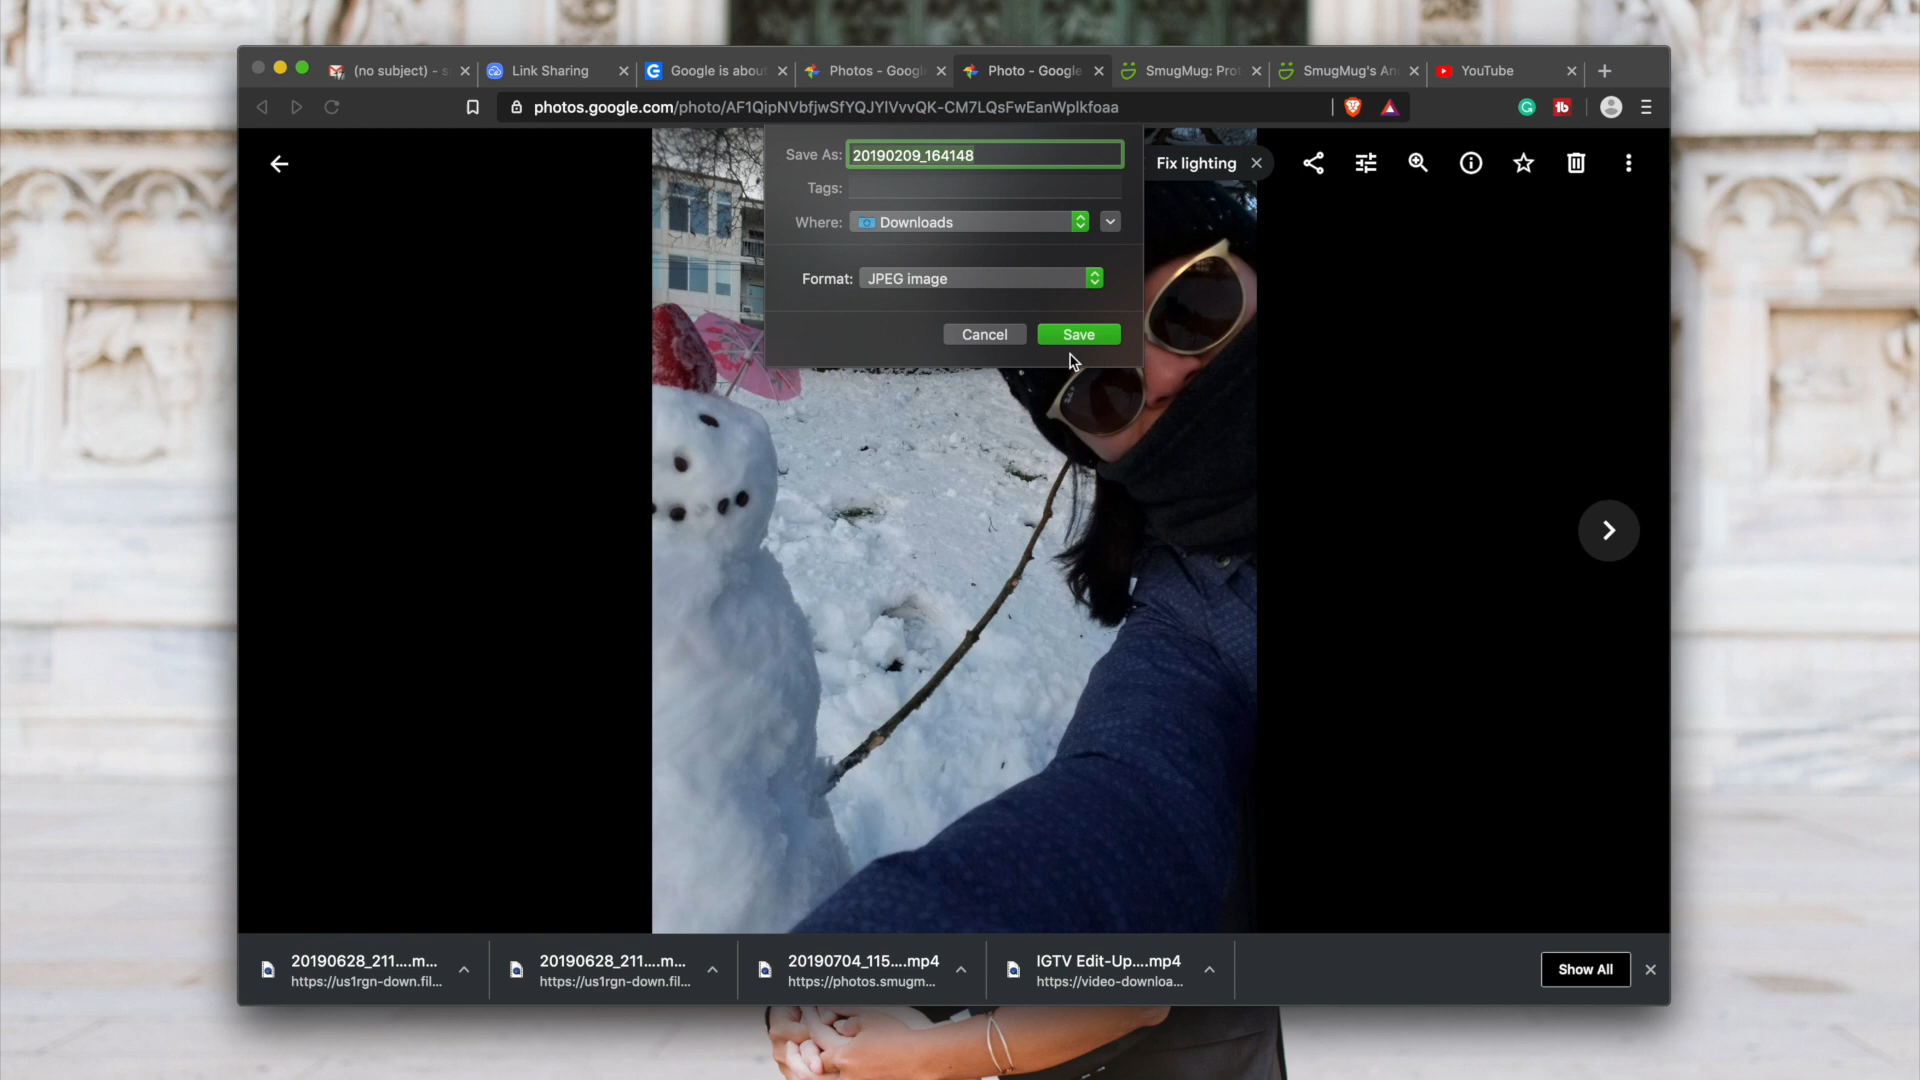 (no subject) - s
Link Sharing
Google is about
Photos - Googl
Photo - Google
SmugMug: Pro
SmugMug's An
YouTube
photos.google.com/photo/AF1QipNVbfjwSfYQJYlVvvQK-CM7LQsFwEanWplkfoaa
tb
Save As: 20190209_164148
Tags:
Where: Downloads
Format: JPEG image
Cancel Save
Fix lighting
20190628_211....m...
https://us1rgn-down.fil...
20190628_211....m...
https://us1rgn-down.fil...
20190704_115....mp4
https://photos.smugm...
IGTV Edit-Up....mp4
https://video-downloa...
Show All